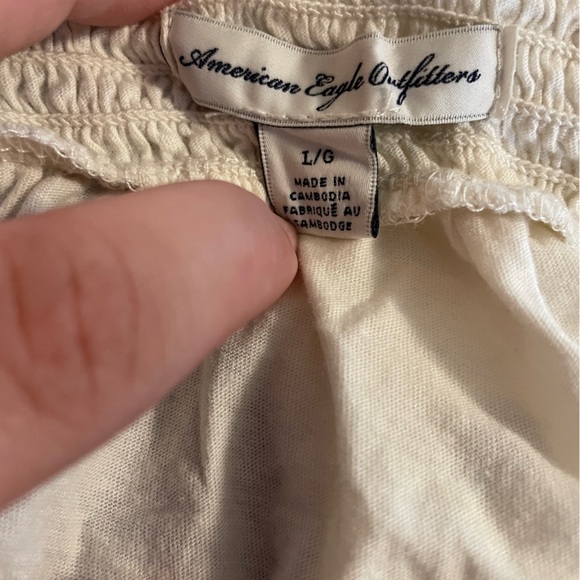 American Eagle Outfitters
L/G
MADE IN
CAMBODIA
FABRIQUÉ AU
CAMBODGE